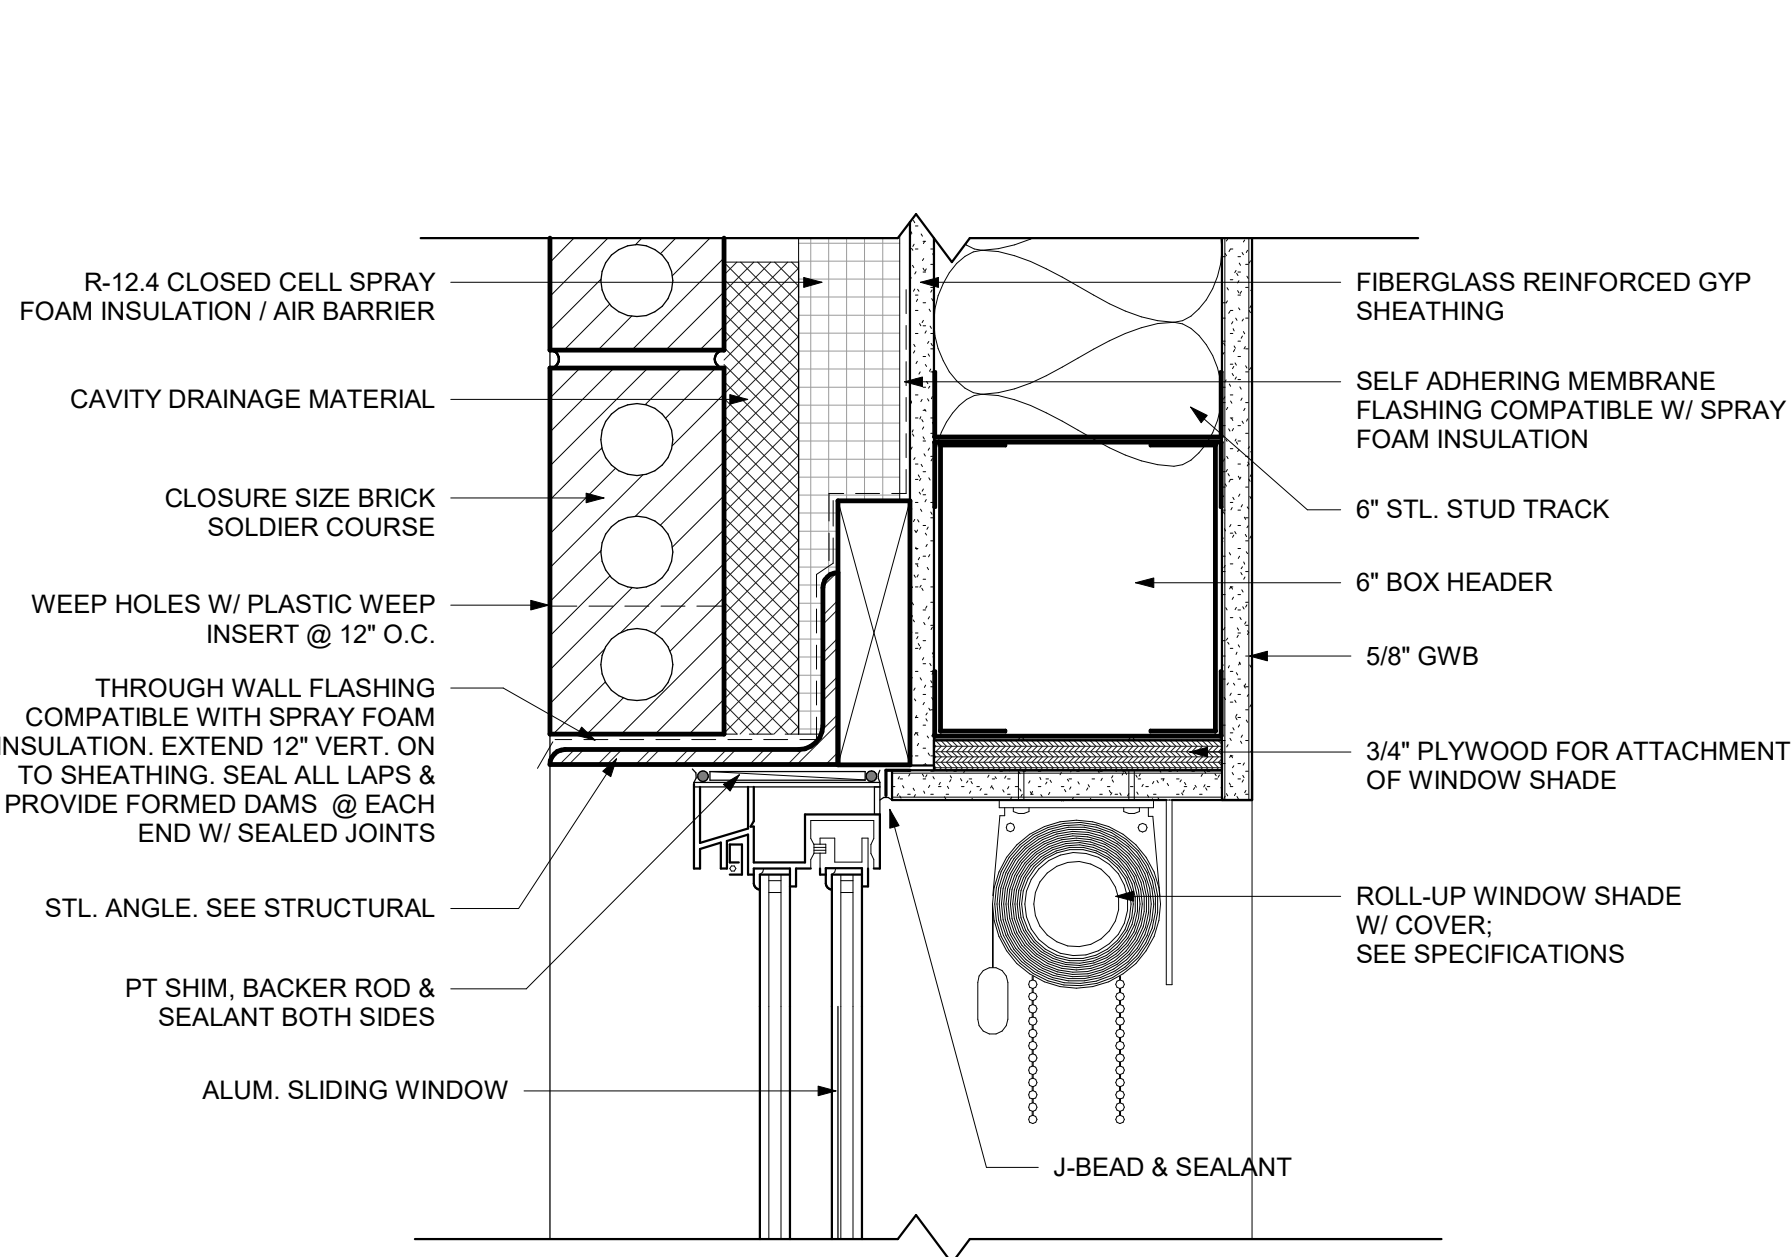 R-12.4 CLOSED CELL SPRAY
FOAM INSULATION / AIR BARRIER
CAVITY DRAINAGE MATERIAL
CLOSURE SIZE BRICK
SOLDIER COURSE
WEEP HOLES W/ PLASTIC WEEP
INSERT @ 12" O.C.
THROUGH WALL FLASHING
COMPATIBLE WITH SPRAY FOAM
INSULATION. EXTEND 12" VERT. ON
TO SHEATHING. SEAL ALL LAPS &
PROVIDE FORMED DAMS @ EACH
END W/ SEALED JOINTS
STL. ANGLE. SEE STRUCTURAL
PT SHIM, BACKER ROD &
SEALANT BOTH SIDES
ALUM. SLIDING WINDOW
FIBERGLASS REINFORCED GYP
SHEATHING
SELF ADHERING MEMBRANE
FLASHING COMPATIBLE W/ SPRAY
FOAM INSULATION
6" STL. STUD TRACK
6" BOX HEADER
5/8" GWB
3/4" PLYWOOD FOR ATTACHMENT
OF WINDOW SHADE
ROLL-UP WINDOW SHADE
W/ COVER;
SEE SPECIFICATIONS
J-BEAD & SEALANT